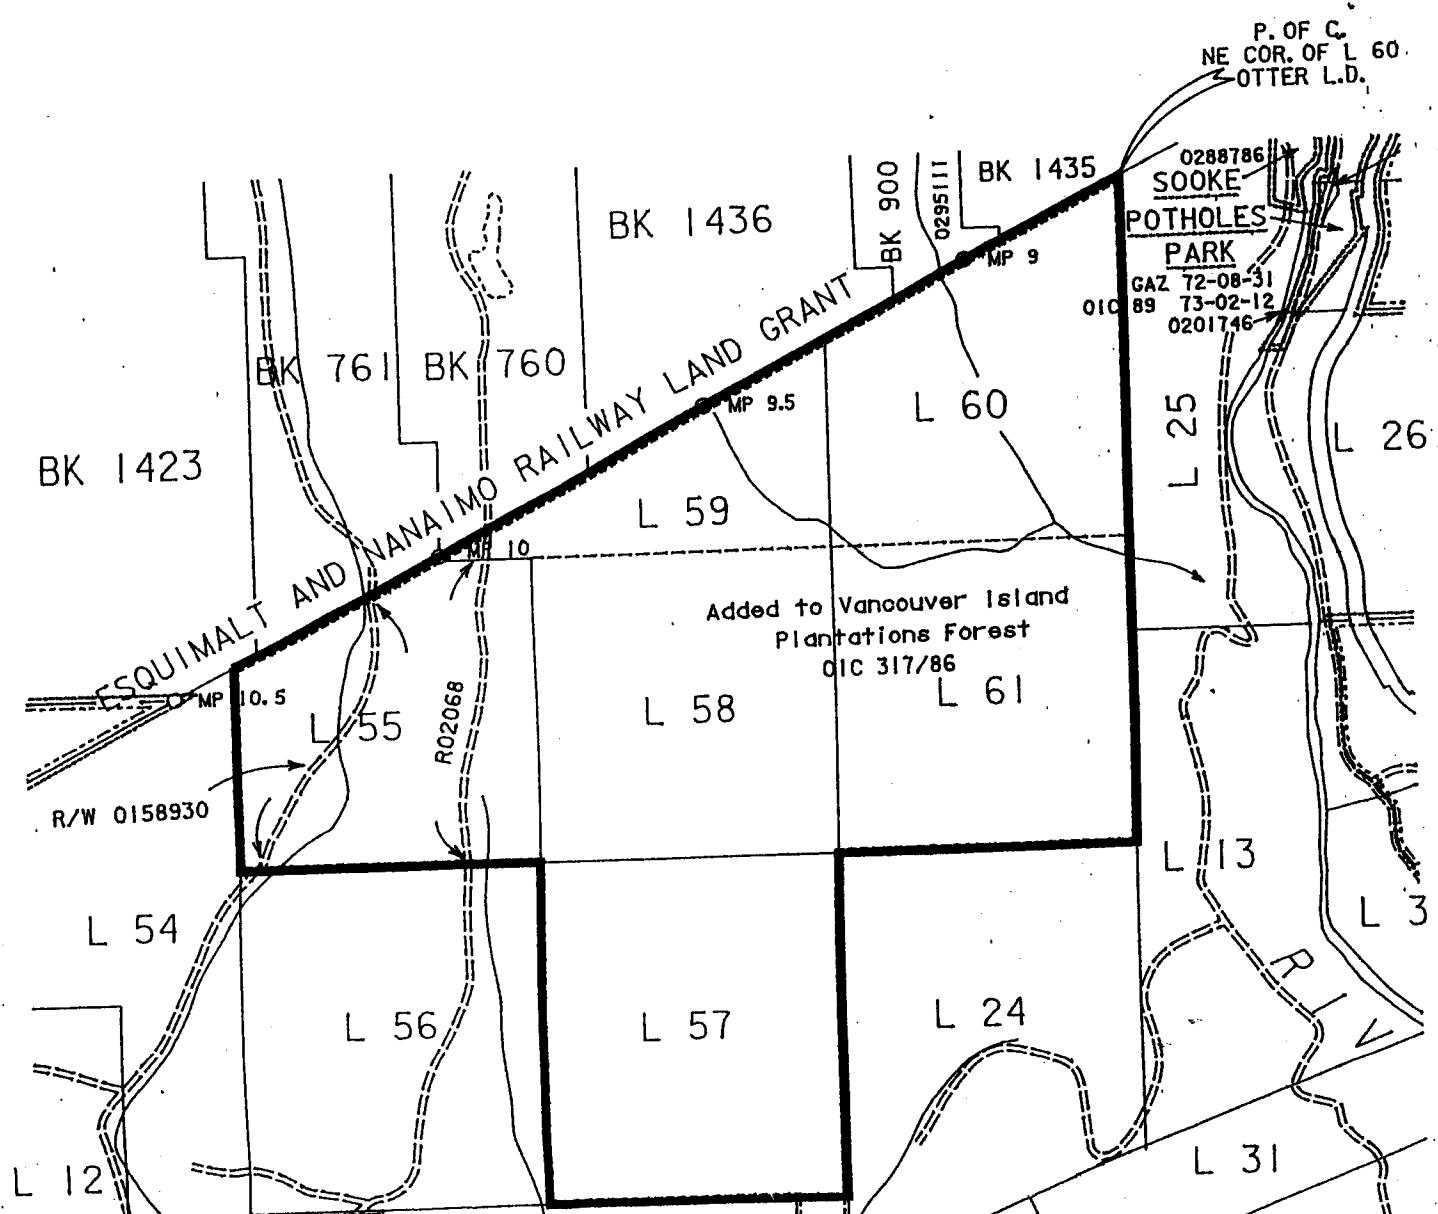 P. OF C.
NE COR. OF L 60
OTTER L.D.
BK 1435
0288786
SOOKE
POTHOLES
PARK
GAZ 72-08-31
OIC 89 73-02-12
0201746
BK 1436
BK 900
0295111
MP 9
BK 761
BK 760
BK 1423
ESQUIMALT AND NANAIMO RAILWAY LAND GRANT
MP 9.5
L 60
L 25
L 26
L 59
MP 10
Added to Vancouver Island
Plantations Forest
OIC 317/86
MP 10.5
L 55
R02068
L 58
L 61
R/W 0158930
L 13
L 54
L 3
RIV
L 56
L 57
L 24
L 12
L 31